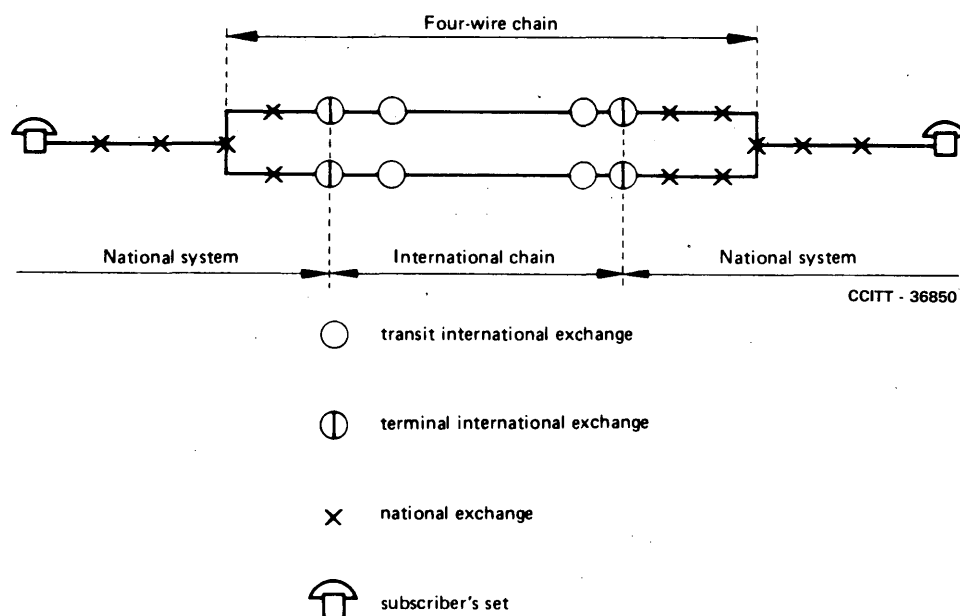 Four-wire chain
National system
International chain
National system
CCITT - 36850
transit international exchange
terminal international exchange
national exchange
subscriber's set